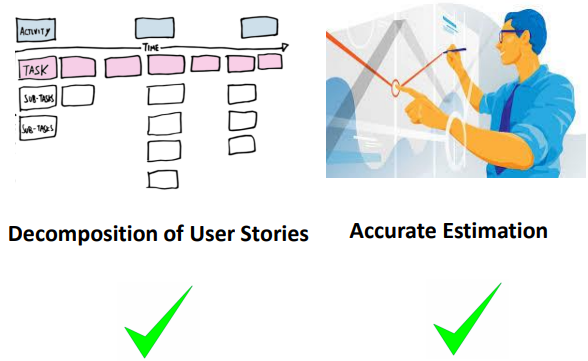 ACTIVITY
TIME
TASK
SUB-TASKS
SUB-TASKS
Decomposition of User Stories
Accurate Estimation